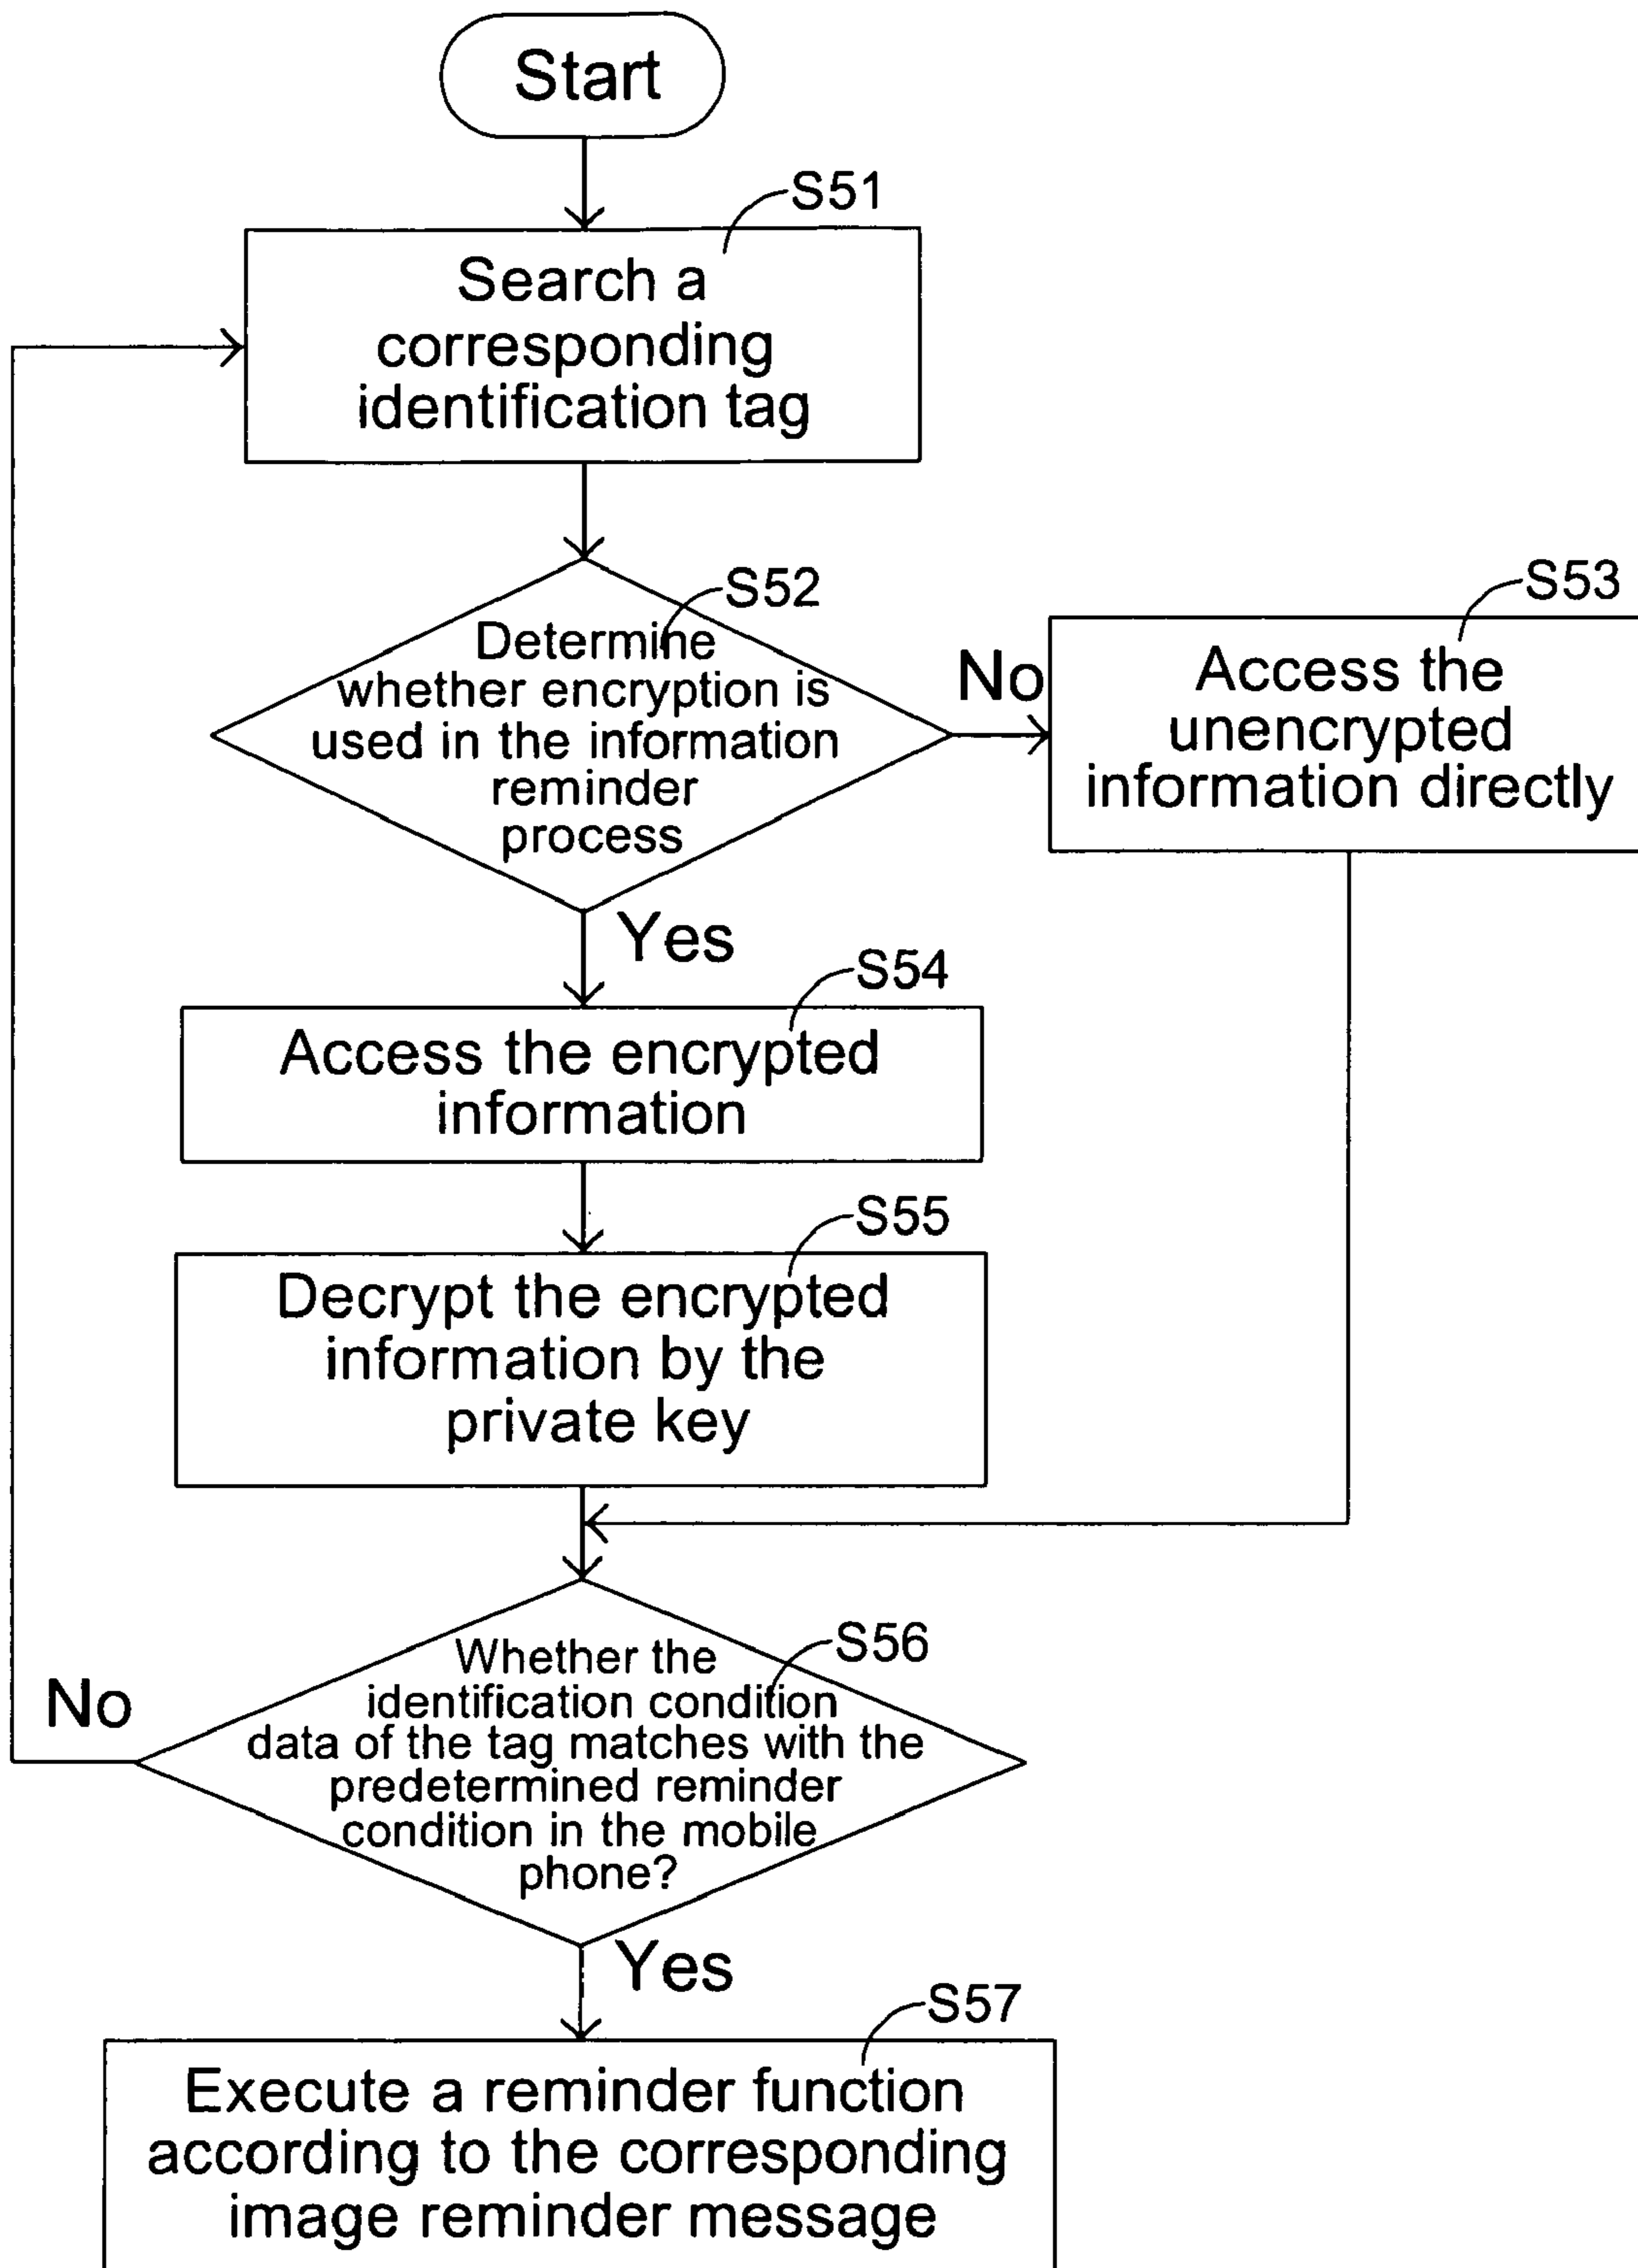 Start
S51
Search a
corresponding
identification tag
S52
Determine
whether encryption is
used in the information
reminder
process
No
S53
Access the
unencrypted
information directly
Yes
S54
Access the encrypted
information
S55
Decrypt the encrypted
information by the
private key
S56
Whether the
identification condition
data of the tag matches with the
predetermined reminder
condition in the mobile
phone?
No
Yes
S57
Execute a reminder function
according to the corresponding
image reminder message